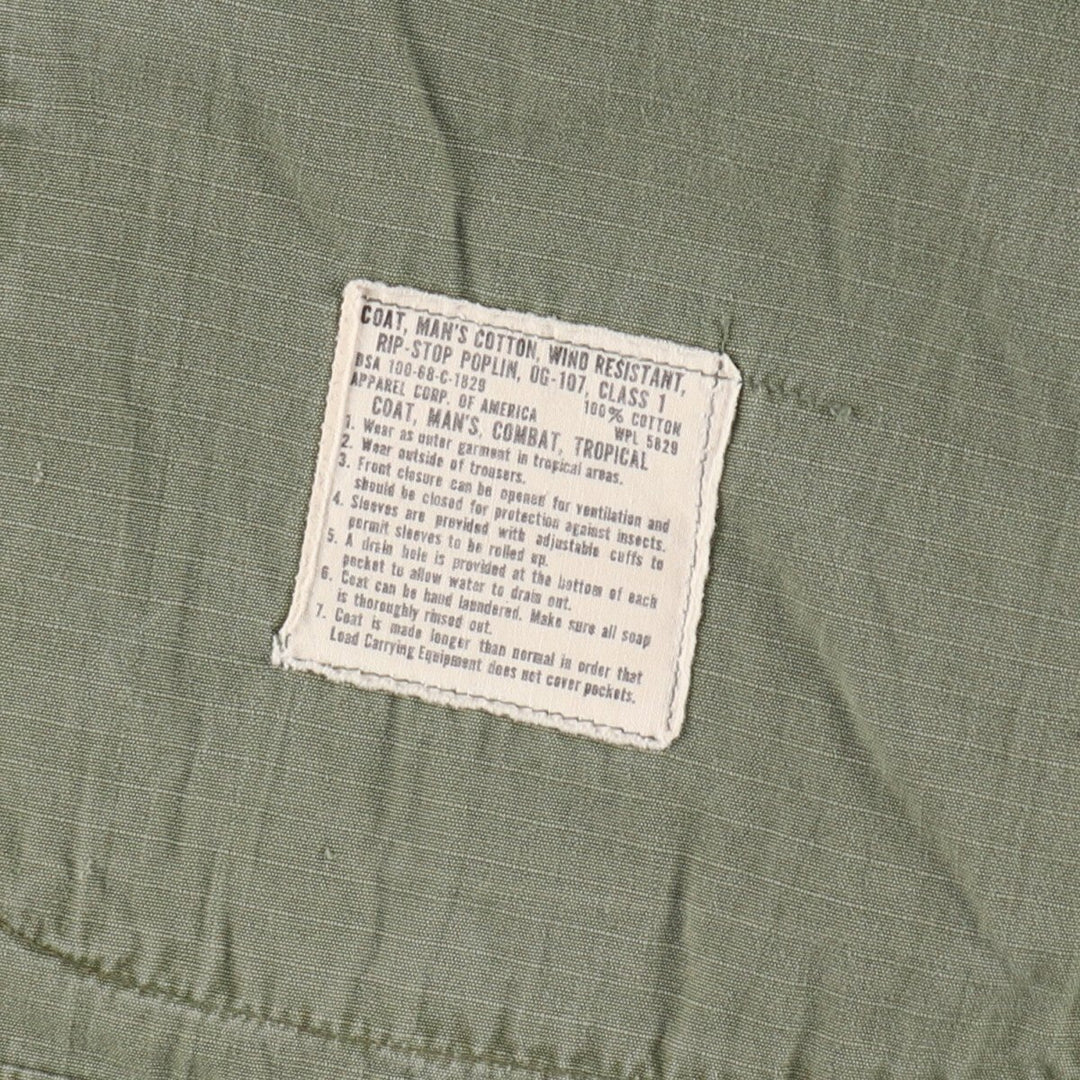 COAT, MAN'S COTTON, WIND RESISTANT,
RIP-STOP POPLIN, OG-107, CLASS 1
DSA 100-68-C-1829 100% COTTON
APPAREL CORP. OF AMERICA WPL 5829
COAT, MAN'S, COMBAT, TROPICAL
1. Wear as outer garment in tropical areas.
2. Wear outside of trousers.
3. Front closure can be opened for ventilation and
should be closed for protection against insects.
4. Sleeves are provided with adjustable cuffs to
permit sleeves to be rolled up.
5. A drain hole is provided at the bottom of each
pocket to allow water to drain out.
6. Coat can be hand laundered. Make sure all soap
is thoroughly rinsed out.
7. Coat is made longer than normal in order that
Load Carrying Equipment does not cover pockets.